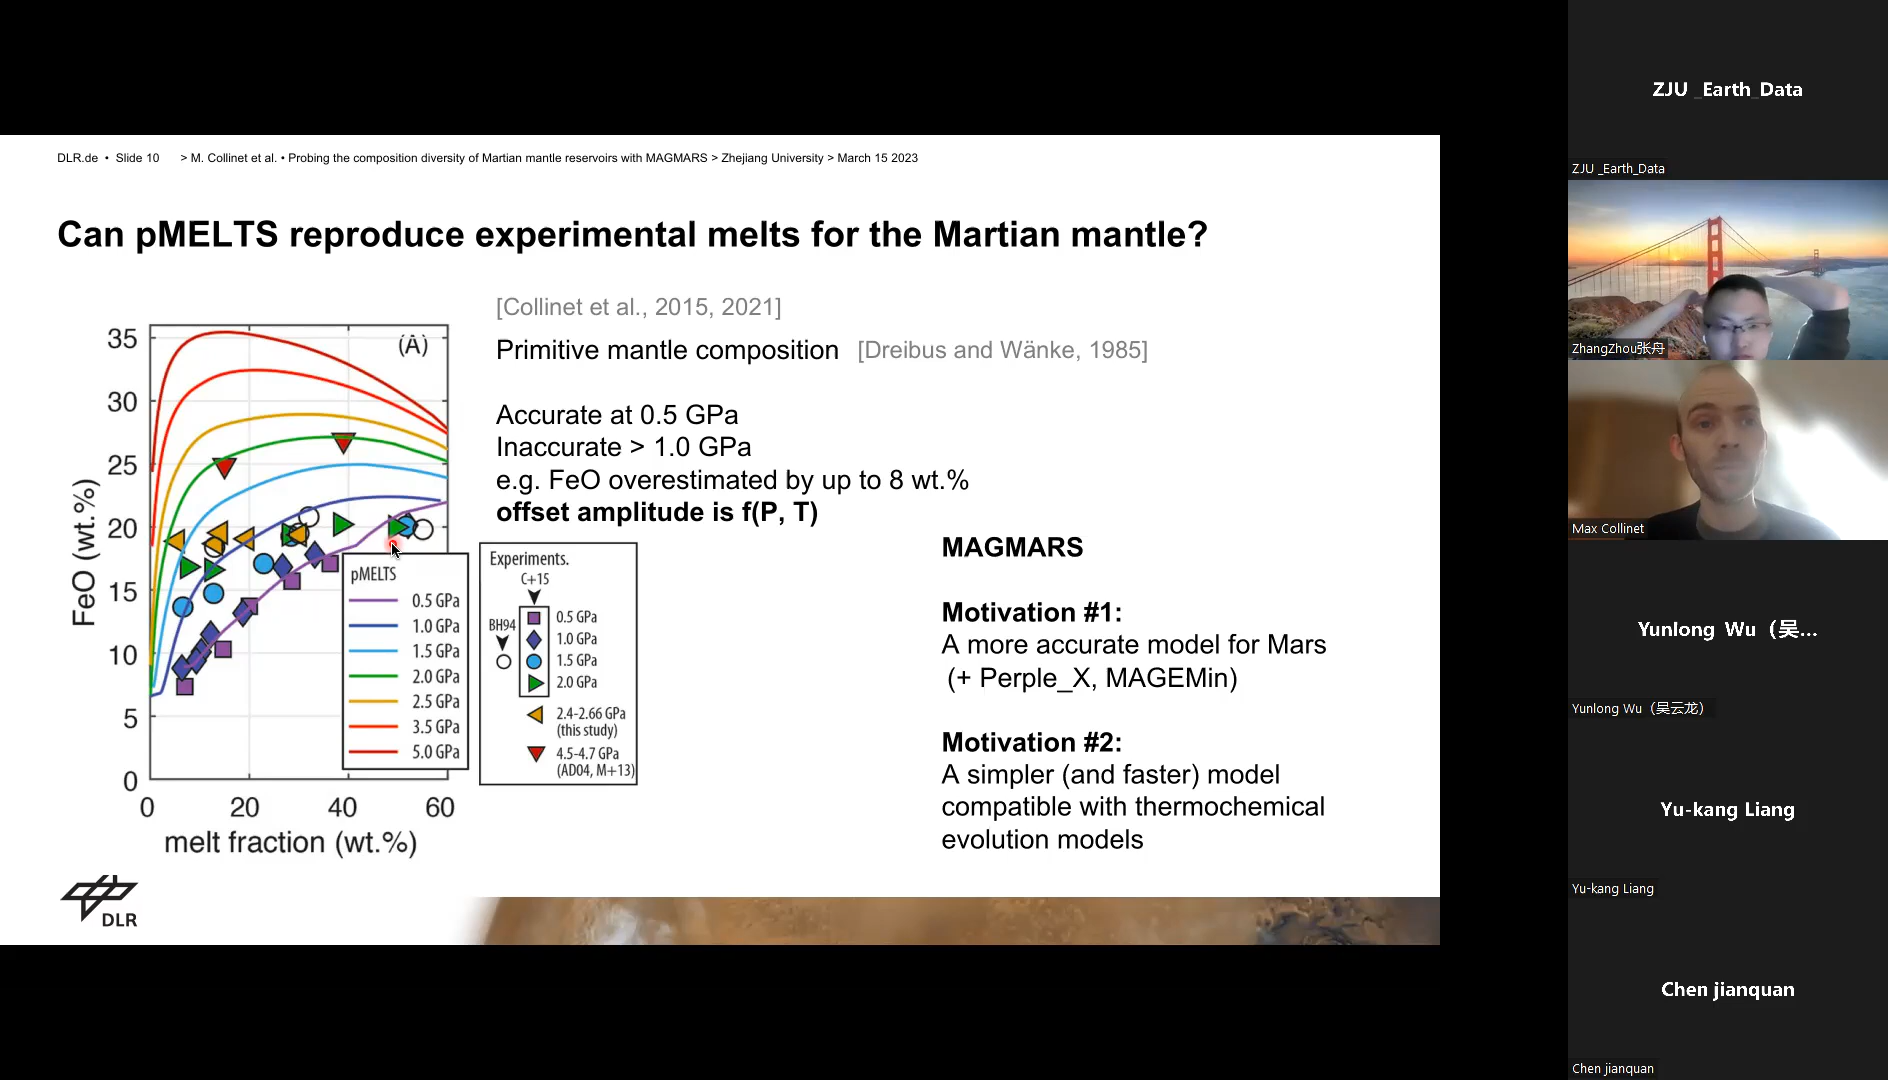 DLR.de • Slide 10 > M. Collinet et al. • Probing the composition diversity of Martian mantle reservoirs with MAGMARS > Zhejiang University > March 15 2023
Can pMELTS reproduce experimental melts for the Martian mantle?
[Collinet et al., 2015, 2021]
Primitive mantle composition [Dreibus and Wänke, 1985]
Accurate at 0.5 GPa
Inaccurate > 1.0 GPa
e.g. FeO overestimated by up to 8 wt.%
offset amplitude is f(P, T)
(A)
FeO (wt.%)
35
30
25
20
15
10
5
0
0 20 40 60
melt fraction (wt.%)
pMELTS
0.5 GPa
1.0 GPa
1.5 GPa
2.0 GPa
2.5 GPa
3.5 GPa
5.0 GPa
Experiments.
C+15
BH94
0.5 GPa
1.0 GPa
1.5 GPa
2.0 GPa
2.4-2.66 GPa
(this study)
4.5-4.7 GPa
(AD04, M+13)
MAGMARS
Motivation #1:
A more accurate model for Mars
(+ Perple_X, MAGEMin)
Motivation #2:
A simpler (and faster) model
compatible with thermochemical
evolution models
DLR
ZJU _Earth_Data
ZJU _Earth_Data
ZhangZhou张舟
Max Collinet
Yunlong Wu（吴...
Yunlong Wu（吴云龙）
Yu-kang Liang
Yu-kang Liang
Chen jianquan
Chen jianquan